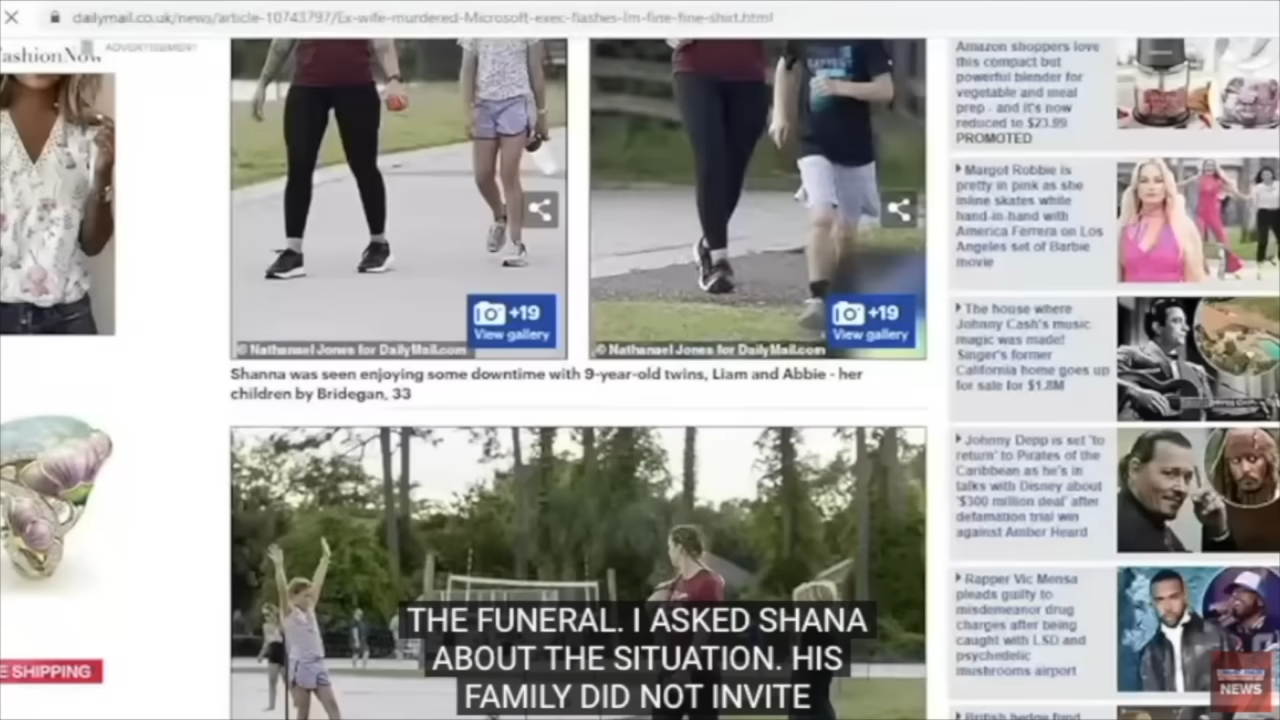 dailymail.co.uk/news/article-10743797/Ex-wife-murdered-Microsoft-exec-flashes-Im-fine-fine-shirt.html
ashionNow
ADVERTISEMENT
Amazon shoppers love
this compact but
powerful blender for
vegetable and meal
prep - and it's now
reduced to $23.99
PROMOTED
Margot Robbie is
pretty in pink as she
inline skates while
hand-in-hand with
America Ferrera on Los
Angeles set of Barbie
movie
+19
View gallery
+19
View gallery
© Nathanael Jones for DailyMail.com
© Nathanael Jones for DailyMail.com
Shanna was seen enjoying some downtime with 9-year-old twins, Liam and Abbie - her
children by Bridegan, 33
The house where
Johnny Cash's music
magic was made!
Singer's former
California home goes up
for sale for $1.8M
Johnny Depp is set 'to
return' to Pirates of the
Caribbean as he's in
talks with Disney about
'$300 million deal' after
defamation trial win
against Amber Heard
Rapper Vic Mensa
pleads guilty to
misdemeanor drug
charges after being
caught with LSD and
psychedelic
mushrooms airport
E SHIPPING
THE FUNERAL. I ASKED SHANA
ABOUT THE SITUATION. HIS
FAMILY DID NOT INVITE
NEWS
British hedge fund